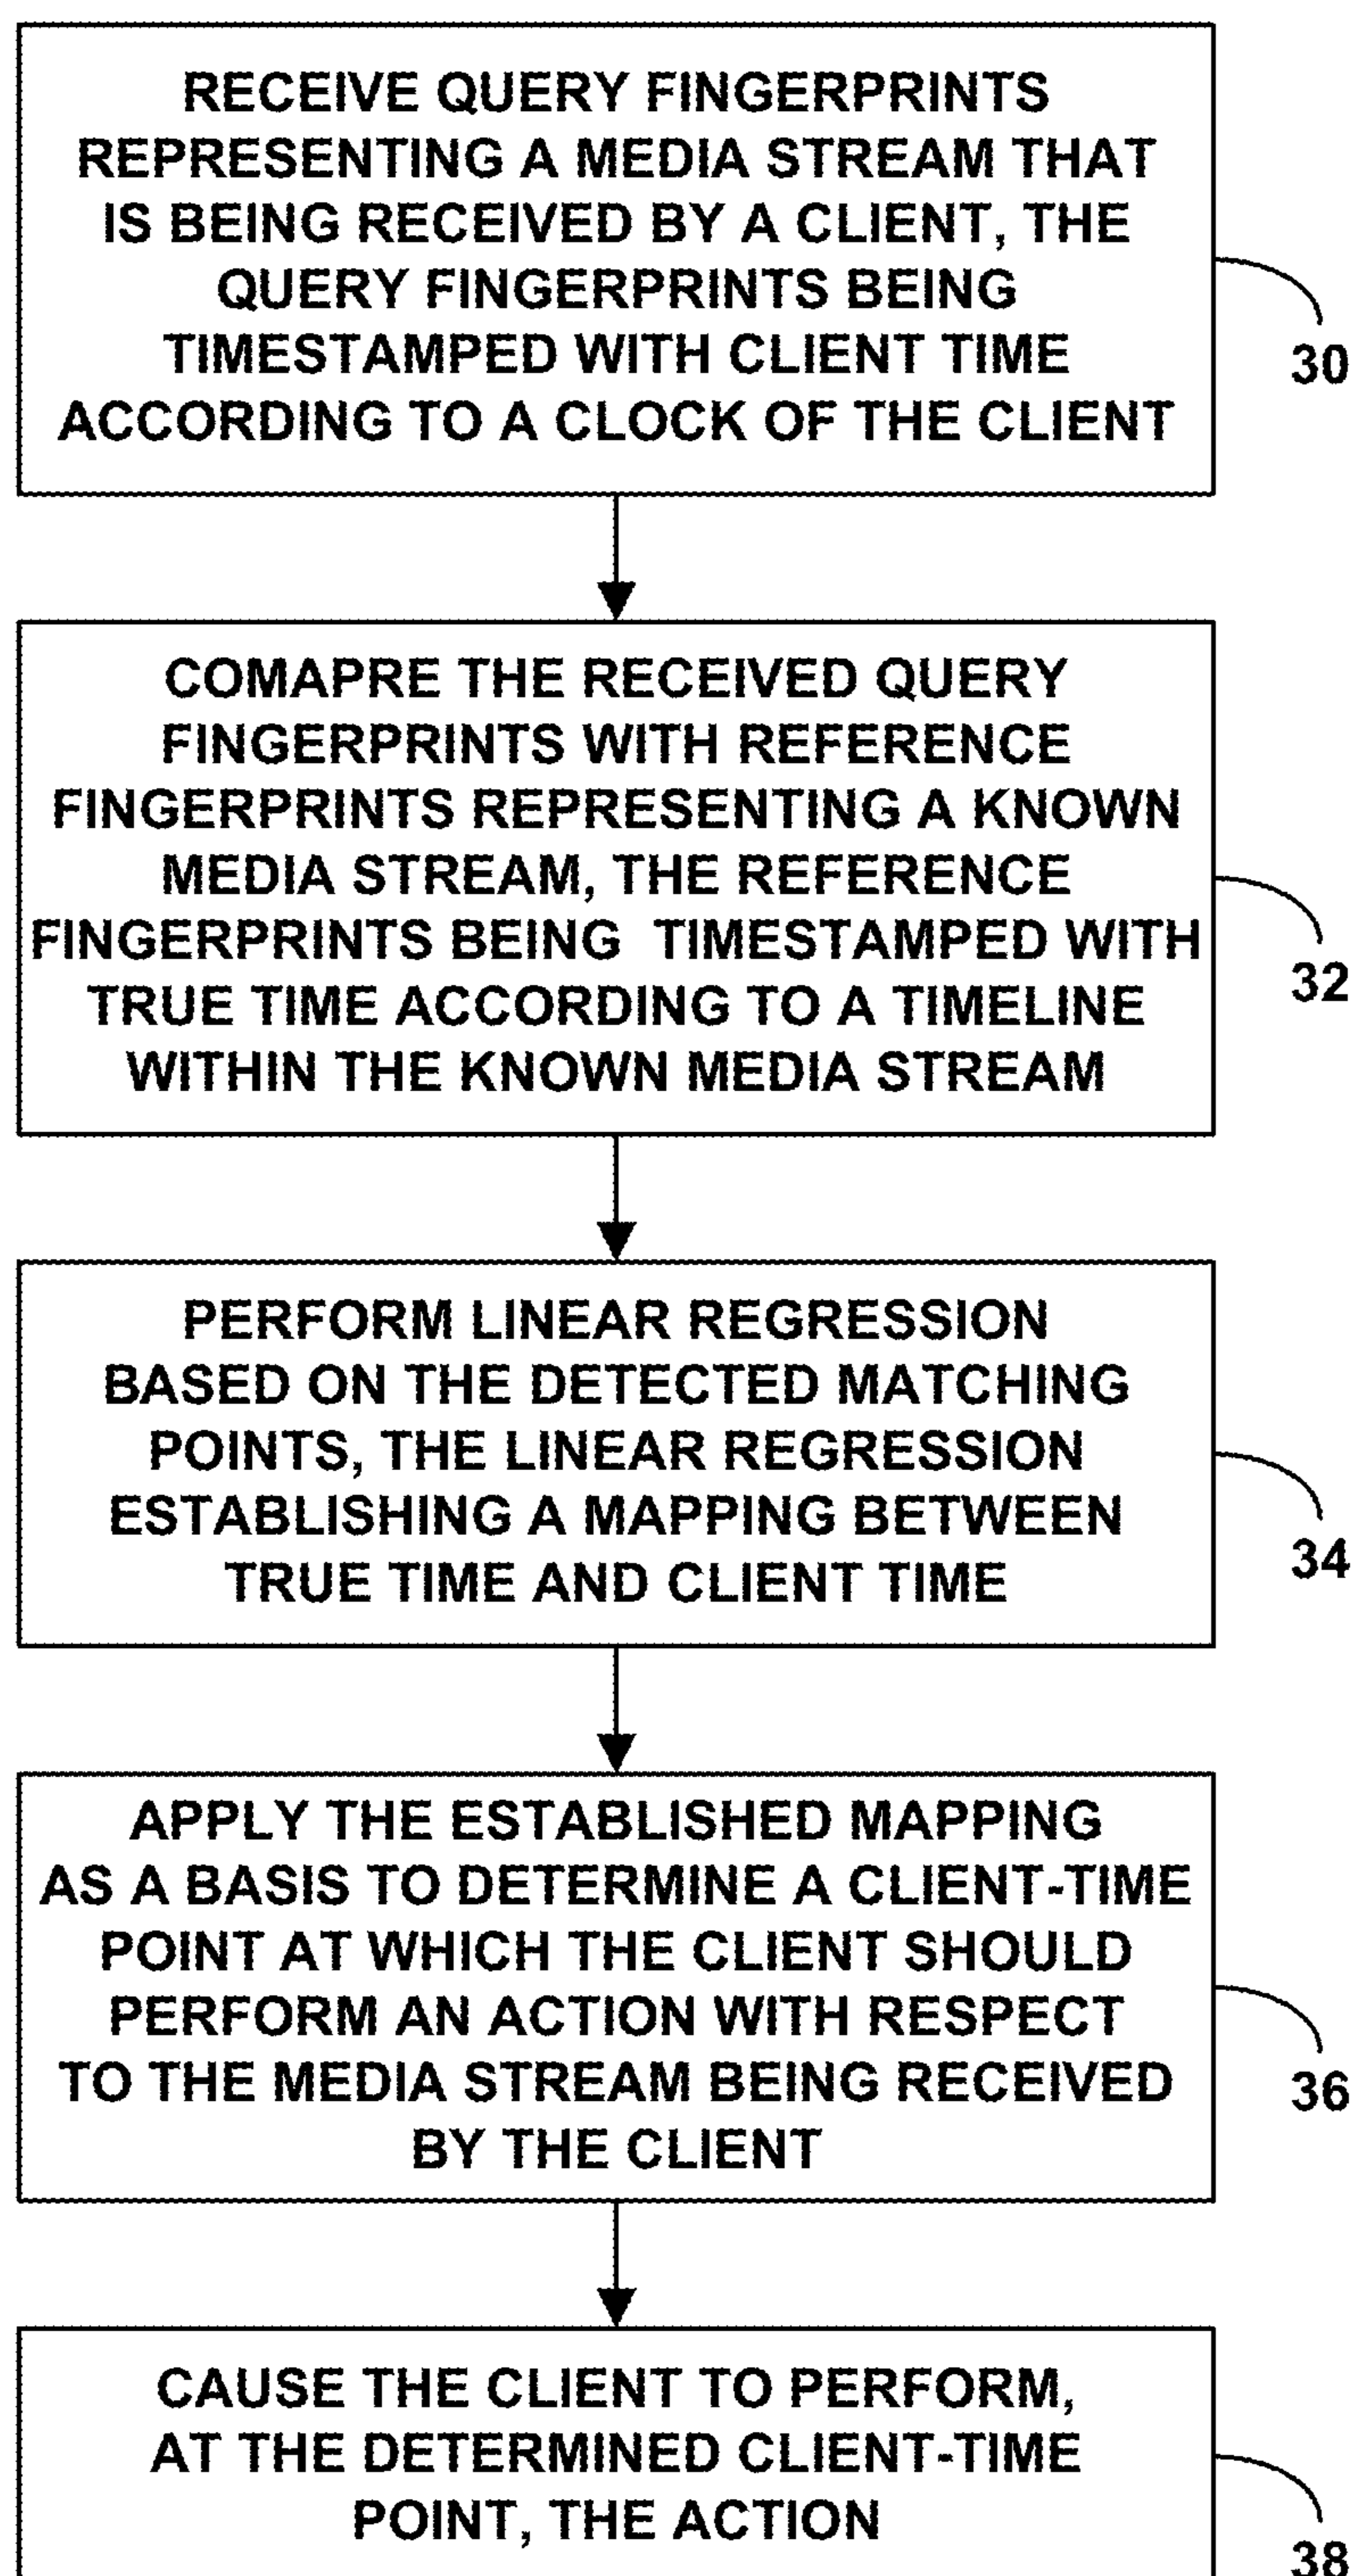 RECEIVE QUERY FINGERPRINTS
REPRESENTING A MEDIA STREAM THAT
IS BEING RECEIVED BY A CLIENT, THE
QUERY FINGERPRINTS BEING
TIMESTAMPED WITH CLIENT TIME
ACCORDING TO A CLOCK OF THE CLIENT
30
COMAPRE THE RECEIVED QUERY
FINGERPRINTS WITH REFERENCE
FINGERPRINTS REPRESENTING A KNOWN
MEDIA STREAM, THE REFERENCE
FINGERPRINTS BEING  TIMESTAMPED WITH
TRUE TIME ACCORDING TO A TIMELINE
WITHIN THE KNOWN MEDIA STREAM
32
PERFORM LINEAR REGRESSION
BASED ON THE DETECTED MATCHING
POINTS, THE LINEAR REGRESSION
ESTABLISHING A MAPPING BETWEEN
TRUE TIME AND CLIENT TIME
34
APPLY THE ESTABLISHED MAPPING
AS A BASIS TO DETERMINE A CLIENT-TIME
POINT AT WHICH THE CLIENT SHOULD
PERFORM AN ACTION WITH RESPECT
TO THE MEDIA STREAM BEING RECEIVED
BY THE CLIENT
36
CAUSE THE CLIENT TO PERFORM,
AT THE DETERMINED CLIENT-TIME
POINT, THE ACTION
38